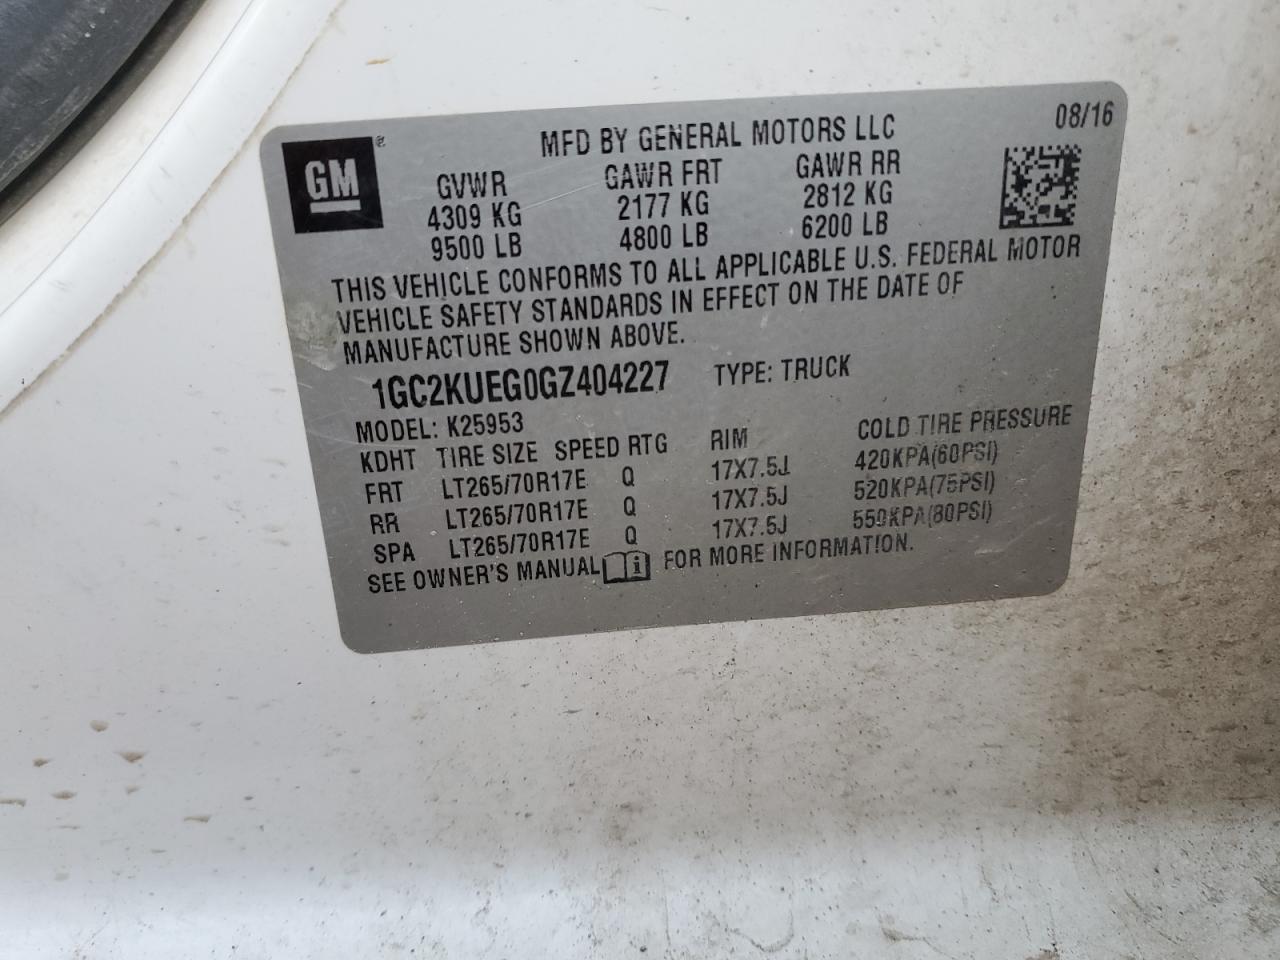 08/16
GM MFD BY GENERAL MOTORS LLC
GVWR GAWR FRT GAWR RR
4309 KG 2177 KG 2812 KG
9500 LB 4800 LB 6200 LB
THIS VEHICLE CONFORMS TO ALL APPLICABLE U.S. FEDERAL MOTOR
VEHICLE SAFETY STANDARDS IN EFFECT ON THE DATE OF
MANUFACTURE SHOWN ABOVE.
1GC2KUEG0GZ404227 TYPE: TRUCK
MODEL: K25953
KDHT TIRE SIZE SPEED RTG RIM COLD TIRE PRESSURE
FRT LT265/70R17E Q 17X7.5J 420KPA(60PSI)
RR LT265/70R17E Q 17X7.5J 520KPA(75PSI)
SPA LT265/70R17E Q 17X7.5J 550KPA(80PSI)
SEE OWNER'S MANUAL FOR MORE INFORMATION.